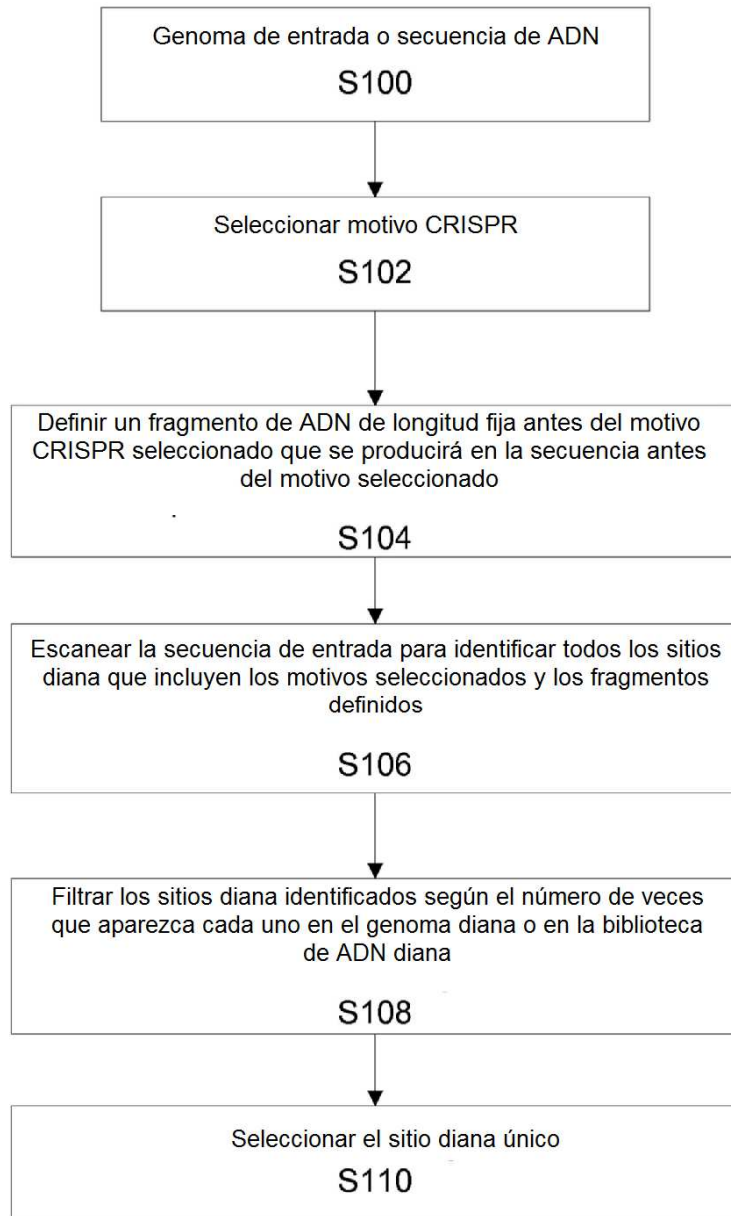 Genoma de entrada o secuencia de ADN
S100
Seleccionar motivo CRISPR
S102
Definir un fragmento de ADN de longitud fija antes del motivo
CRISPR seleccionado que se producirá en la secuencia antes
del motivo seleccionado
S104
Escanear la secuencia de entrada para identificar todos los sitios
diana que incluyen los motivos seleccionados y los fragmentos
definidos
S106
Filtrar los sitios diana identificados según el número de veces
que aparezca cada uno en el genoma diana o en la biblioteca
de ADN diana
S108
Seleccionar el sitio diana único
S110